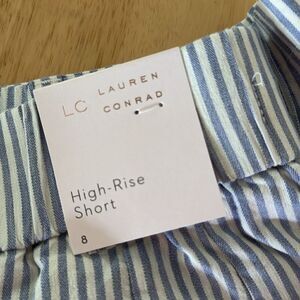 LC LAUREN
CONRAD
High-Rise
Short
8